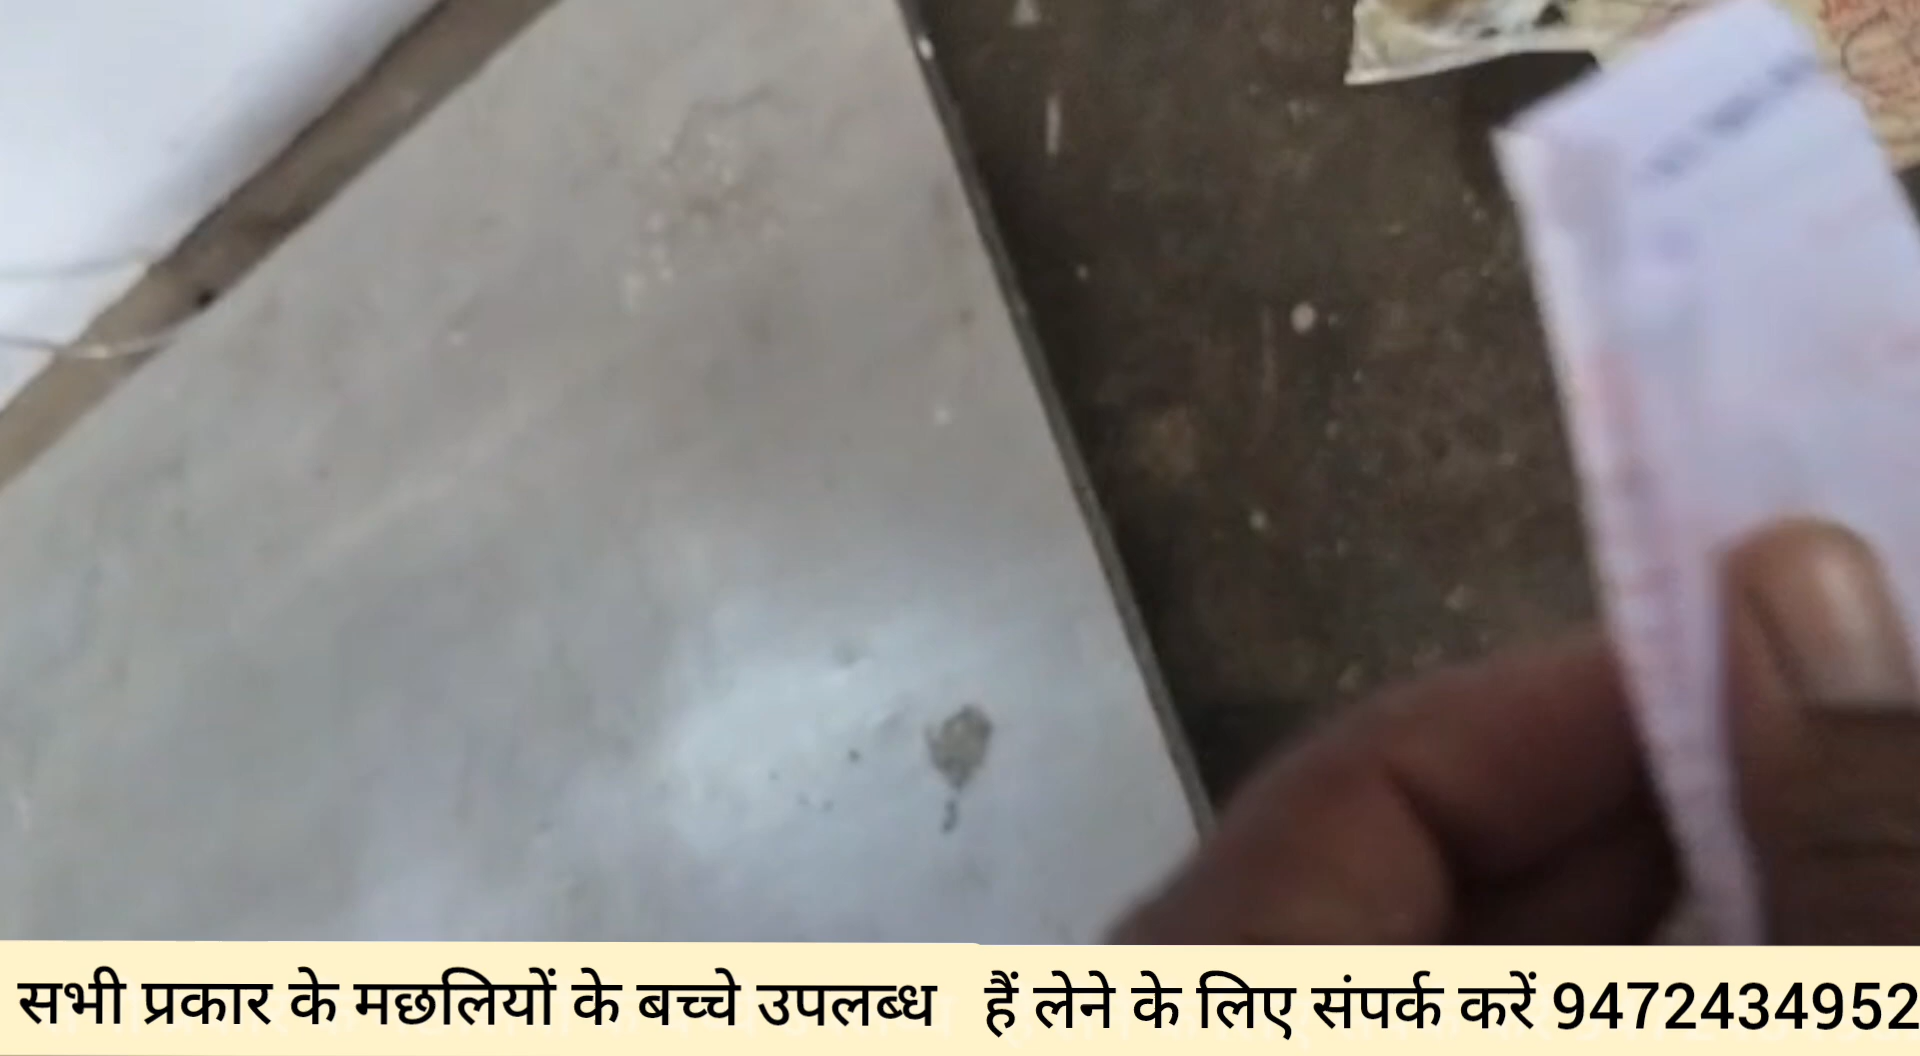 सभी प्रकार के मछलियों के बच्चे उपलब्ध हैं लेने के लिए संपर्क करें 9472434952